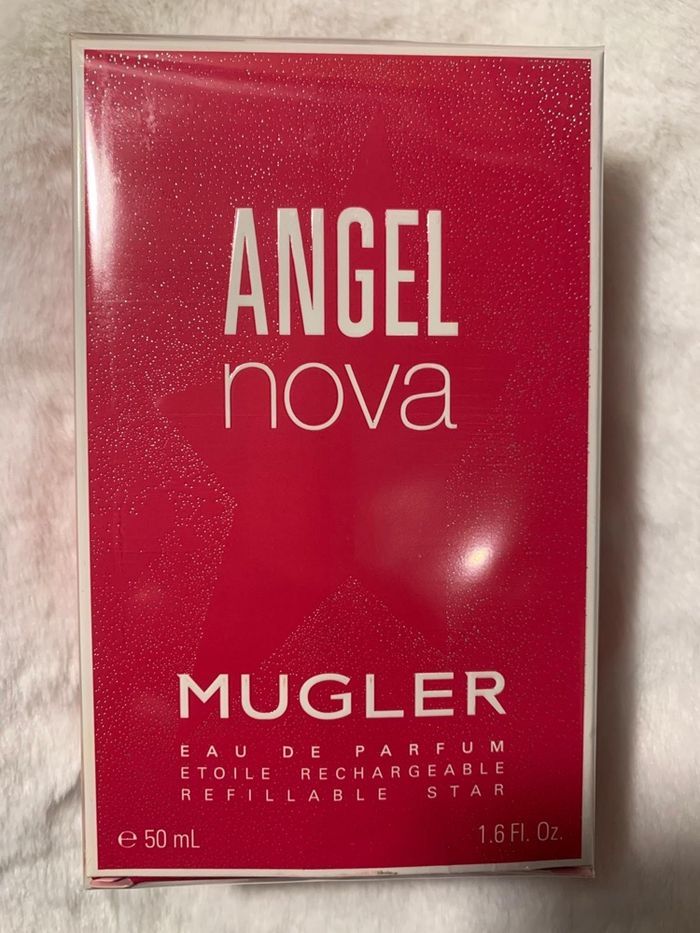 ANGEL
nova
MUGLER
EAU DE PARFUM
ETOILE RECHARGEABLE
REFILLABLE STAR
℮ 50 mL 1.6 Fl. Oz.